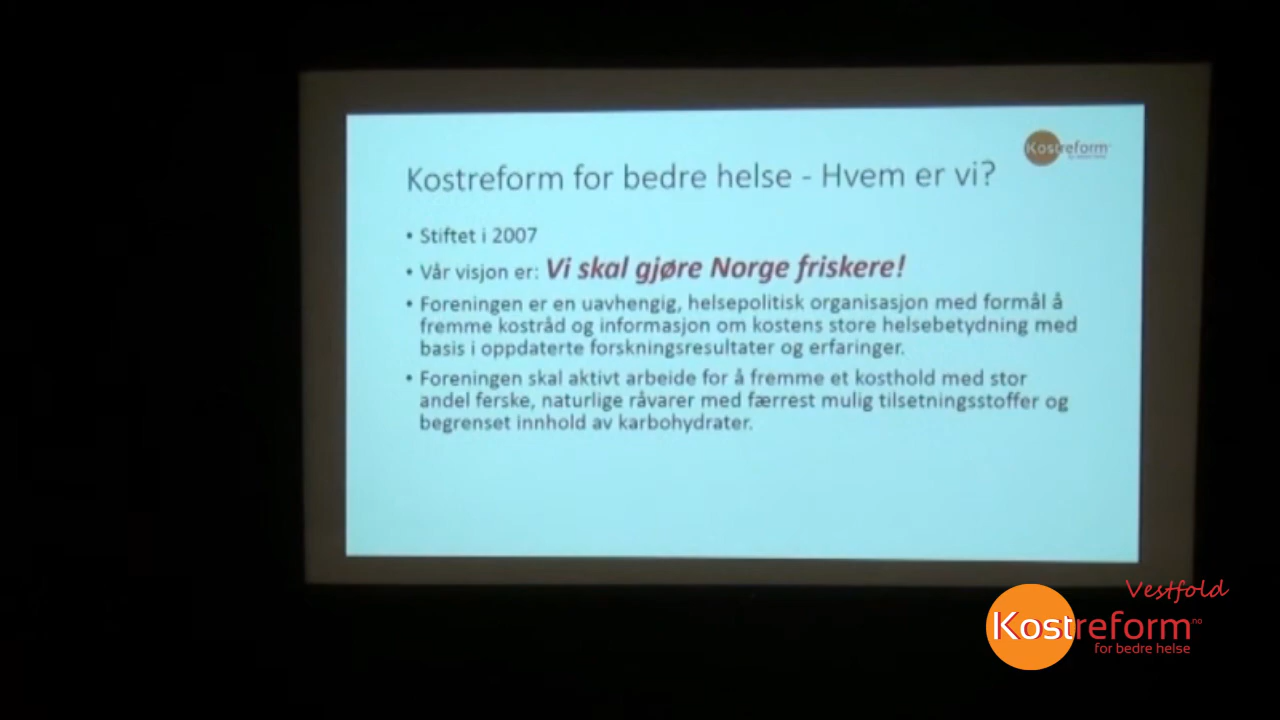 Kostreform
for bedre helse
Kostreform for bedre helse - Hvem er vi?
• Stiftet i 2007
• Vår visjon er: Vi skal gjøre Norge friskere!
• Foreningen er en uavhengig, helsepolitisk organisasjon med formål å
fremme kostråd og informasjon om kostens store helsebetydning med
basis i oppdaterte forskningsresultater og erfaringer.
• Foreningen skal aktivt arbeide for å fremme et kosthold med stor
andel ferske, naturlige råvarer med færrest mulig tilsetningsstoffer og
begrenset innhold av karbohydrater.
Vestfold
Kostreform.no
for bedre helse